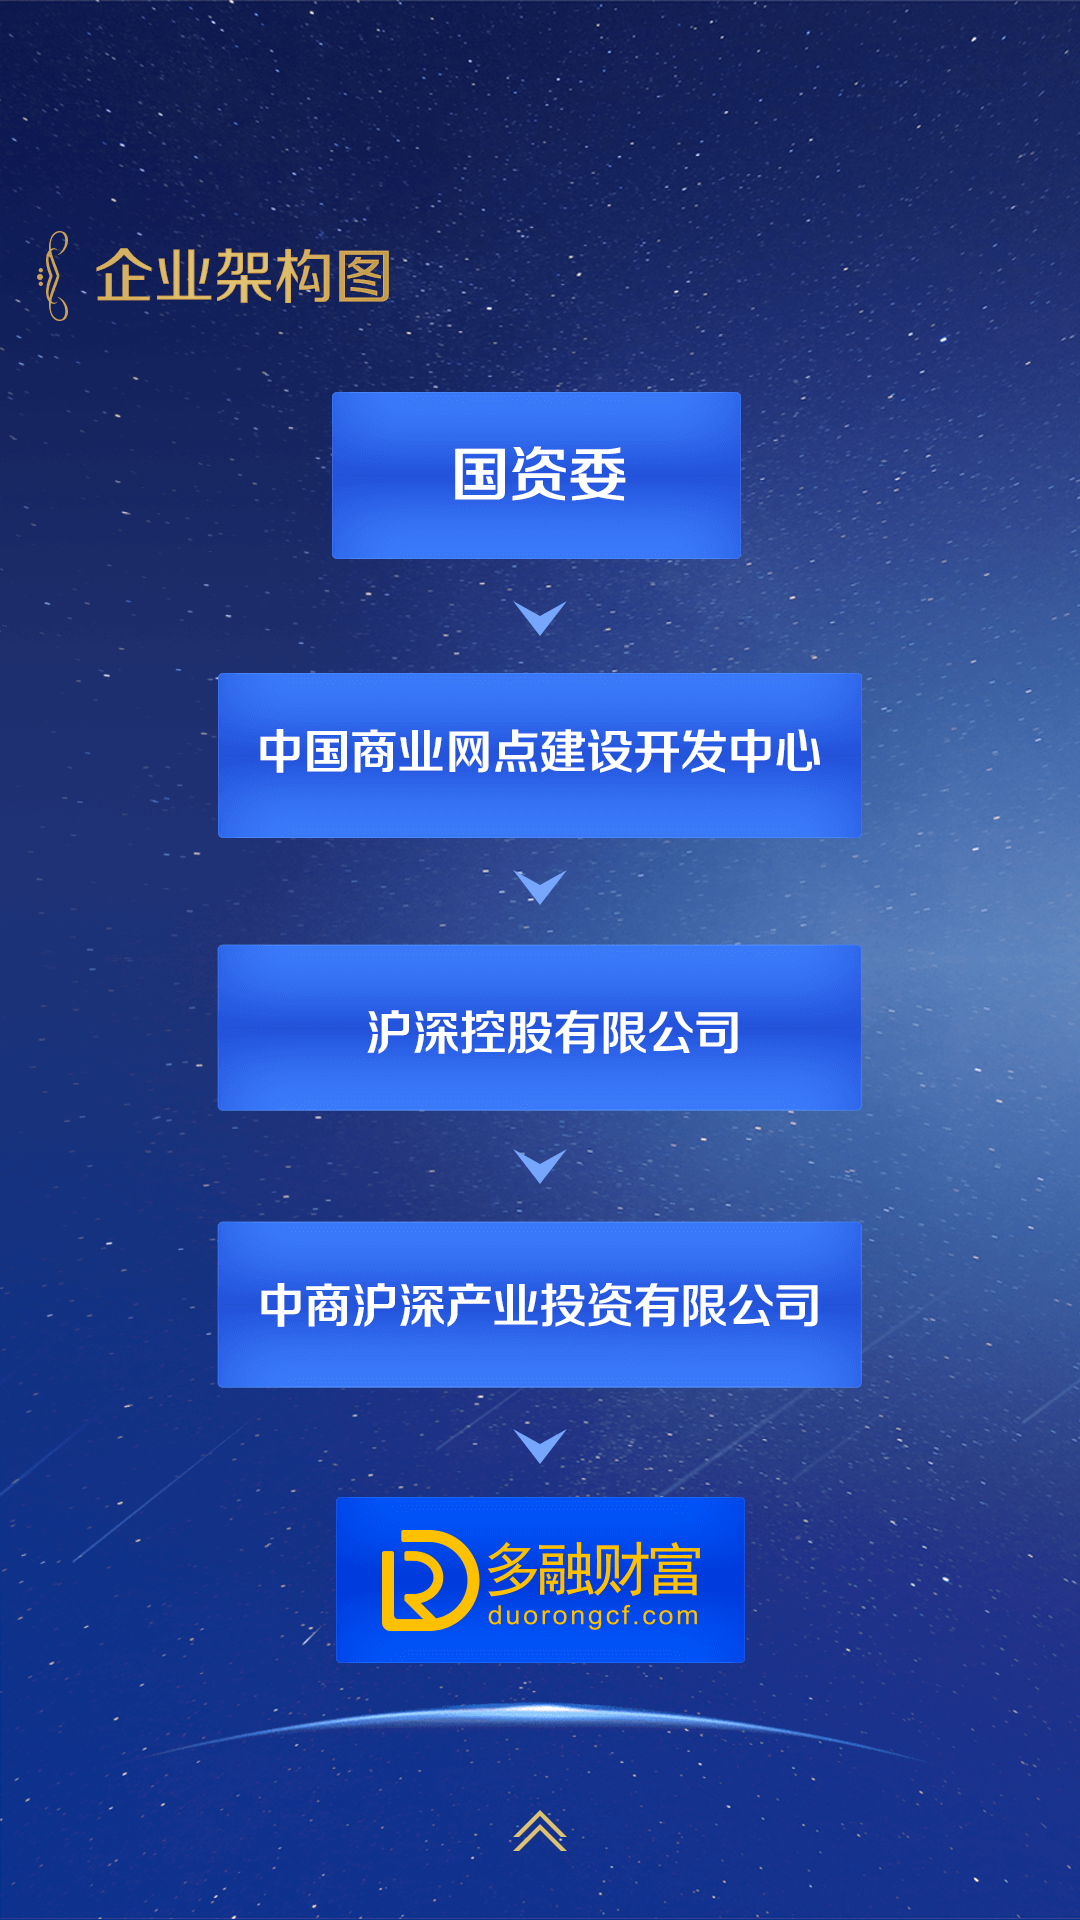 企业架构图
国资委
中国商业网点建设开发中心
沪深控股有限公司
中商沪深产业投资有限公司
多融财富
duorongcf.com